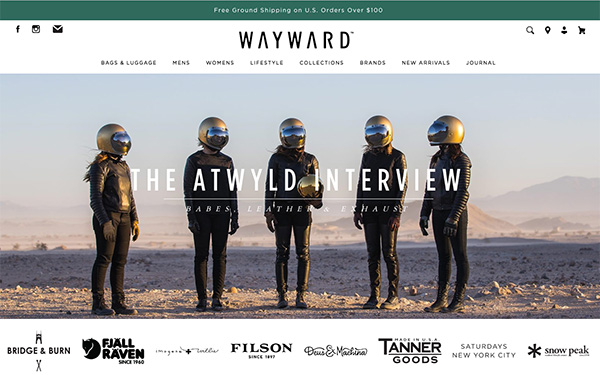 Free Ground Shipping on U.S. Orders Over $100
WAYWARD™
BAGS & LUGGAGE MENS WOMENS LIFESTYLE COLLECTIONS BRANDS NEW ARRIVALS JOURNAL
THE ATWYLD INTERVIEW
BABES, LEATHER & EXHAUST
BRIDGE & BURN
FJÄLL
RÄVEN
SINCE 1960
FILSON
SINCE 1897
Deus Ex Machina
MADE IN U.S.A.
TANNER
GOODS
SATURDAYS
NEW YORK CITY
snow peak